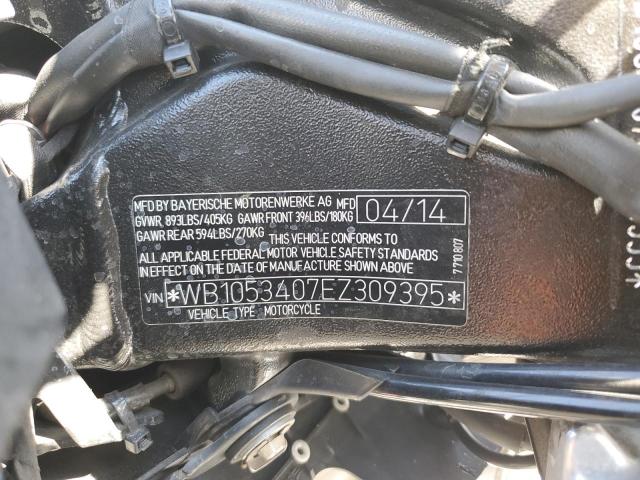 MFD BY BAYERISCHE MOTORENWERKE AG MFD 04/14
GVWR 893LBS/405KG GAWR FRONT 396LBS/180KG
GAWR REAR 594LBS/270KG THIS VEHICLE CONFORMS TO
ALL APPLICABLE FEDERAL MOTOR VEHICLE SAFETY STANDARDS
IN EFFECT ON THE DATE OF MANUFACTURE SHOWN ABOVE
7 710 807
VIN *WB1053407EZ309395*
VEHICLE TYPE MOTORCYCLE